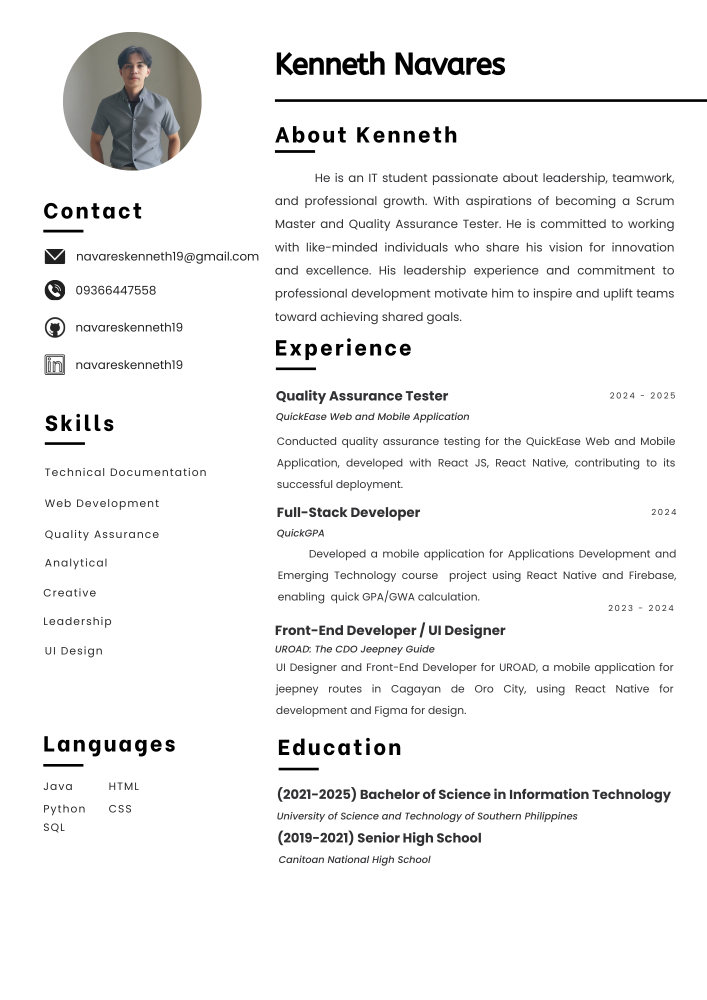 Kenneth Navares
About Kenneth
He is an IT student passionate about leadership, teamwork,
and professional growth. With aspirations of becoming a Scrum
Master and Quality Assurance Tester. He is committed to working
with like-minded individuals who share his vision for innovation
and excellence. His leadership experience and commitment to
professional development motivate him to inspire and uplift teams
toward achieving shared goals.
Contact
navareskenneth19@gmail.com
09366447558
navareskenneth19
in
navareskenneth19
Skills
Technical Documentation
Web Development
Quality Assurance
Analytical
Creative
Leadership
UI Design
Languages
Java
HTML
Python
CSS
SQL
Experience
Quality Assurance Tester
2024 - 2025
QuickEase Web and Mobile Application
Conducted quality assurance testing for the QuickEase Web and Mobile
Application, developed with React JS, React Native, contributing to its
successful deployment.
Full-Stack Developer
2024
QuickGPA
Developed a mobile application for Applications Development and
Emerging Technology course project using React Native and Firebase,
enabling quick GPA/GWA calculation.
2023 - 2024
Front-End Developer / UI Designer
UROAD: The CDO Jeepney Guide
UI Designer and Front-End Developer for UROAD, a mobile application for
jeepney routes in Cagayan de Oro City, using React Native for
development and Figma for design.
Education
(2021-2025) Bachelor of Science in Information Technology
University of Science and Technology of Southern Philippines
(2019-2021) Senior High School
Canitoan National High School